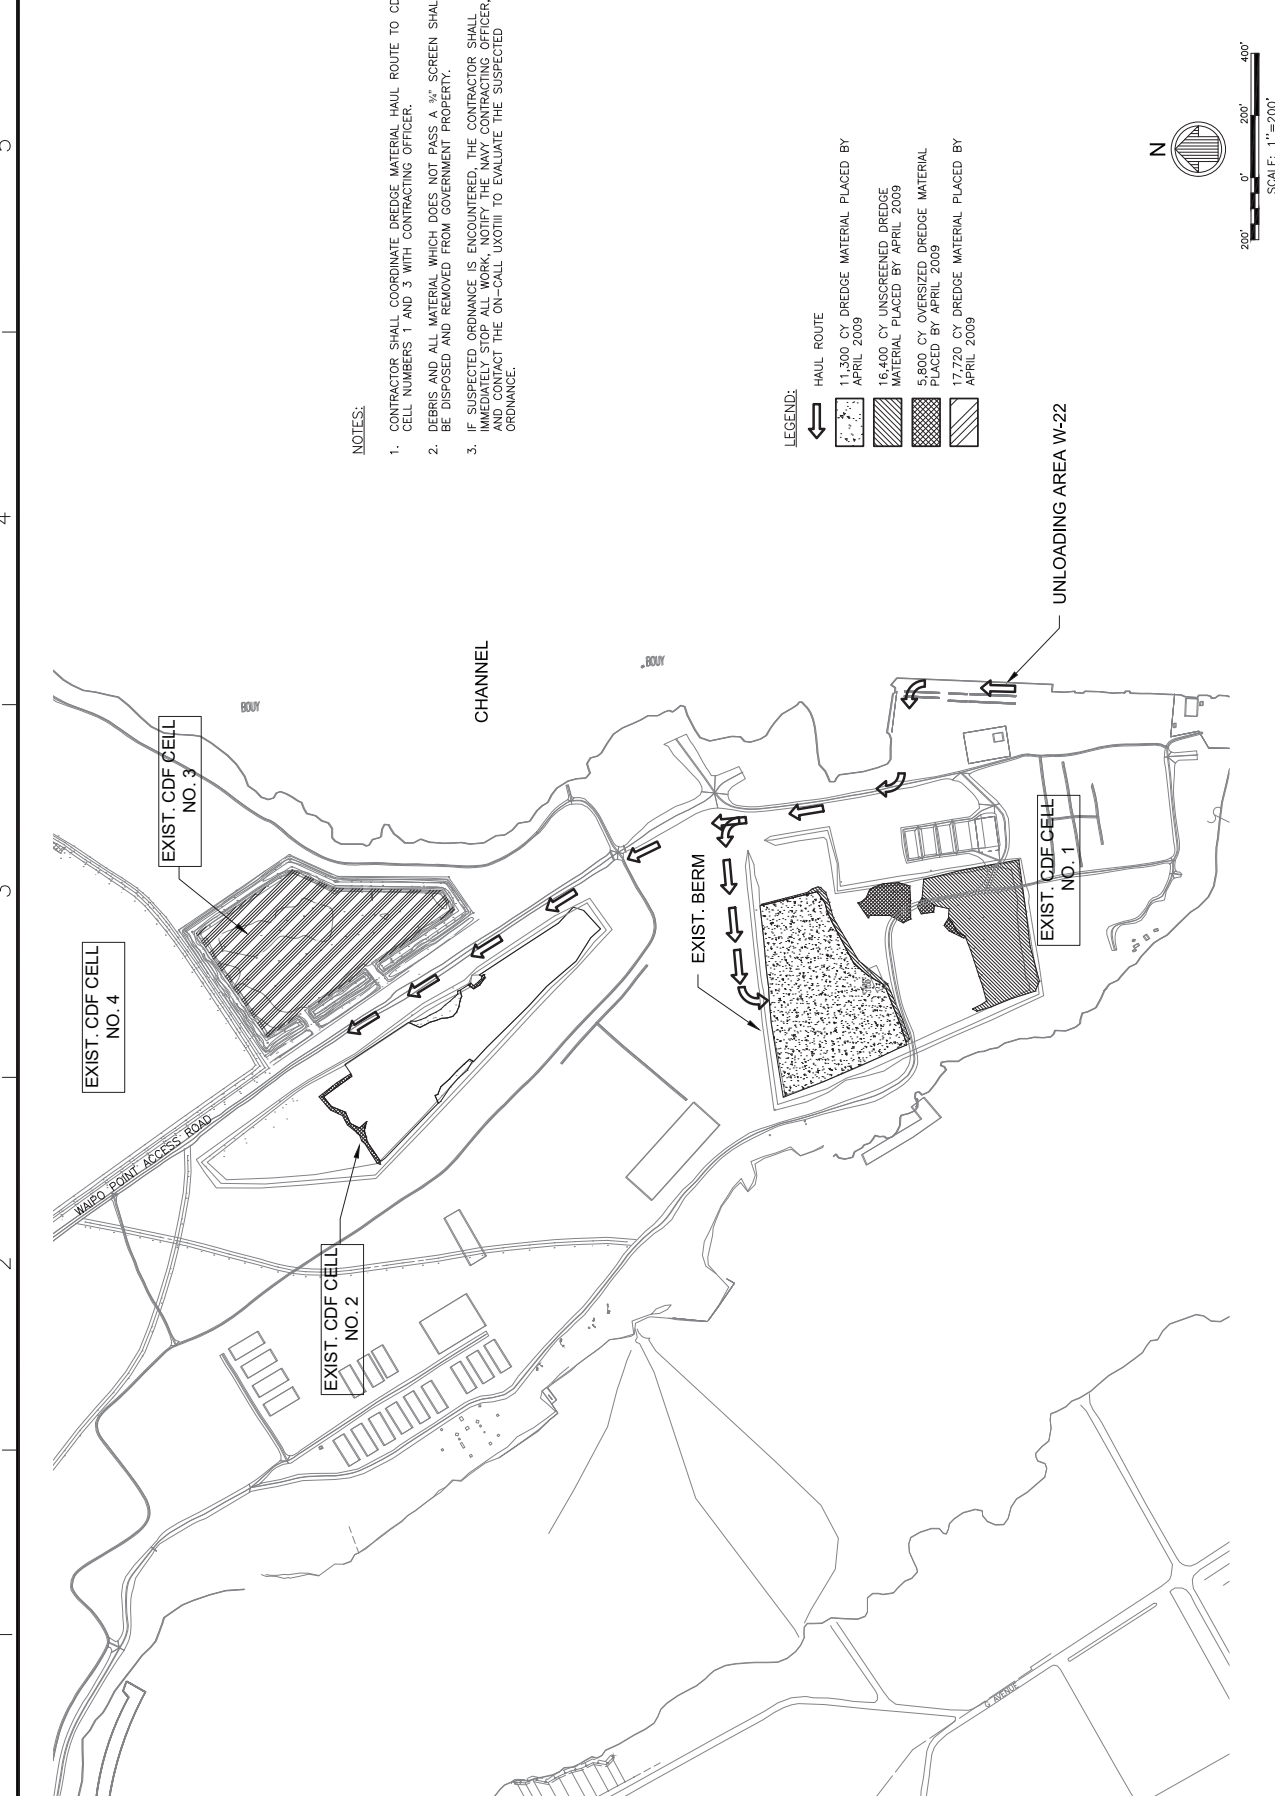 5
4
3
2
NOTES:
1. CONTRACTOR SHALL COORDINATE DREDGE MATERIAL HAUL ROUTE TO CD
CELL NUMBERS 1 AND 3 WITH CONTRACTING OFFICER.
2. DEBRIS AND ALL MATERIAL WHICH DOES NOT PASS A ¾" SCREEN SHAL
BE DISPOSED AND REMOVED FROM GOVERNMENT PROPERTY.
3. IF SUSPECTED ORDNANCE IS ENCOUNTERED, THE CONTRACTOR SHALL
IMMEDIATELY STOP ALL WORK, NOTIFY THE NAVY CONTRACTING OFFICER,
AND CONTACT THE ON-CALL UXOTIII TO EVALUATE THE SUSPECTED
ORDNANCE.
LEGEND:
HAUL ROUTE
11,300 CY DREDGE MATERIAL PLACED BY
APRIL 2009
16,400 CY UNSCREENED DREDGE
MATERIAL PLACED BY APRIL 2009
5,800 CY OVERSIZED DREDGE MATERIAL
PLACED BY APRIL 2009
17,720 CY DREDGE MATERIAL PLACED BY
APRIL 2009
N
200' 0' 200' 400'
SCALE: 1"=200'
EXIST. CDF CELL
NO. 4
EXIST. CDF CELL
NO. 3
BOUY
CHANNEL
BOUY
UNLOADING AREA W-22
EXIST. BERM
EXIST. CDF CELL
NO. 1
WAIPO POINT ACCESS ROAD
EXIST. CDF CELL
NO. 2
G AVENUE